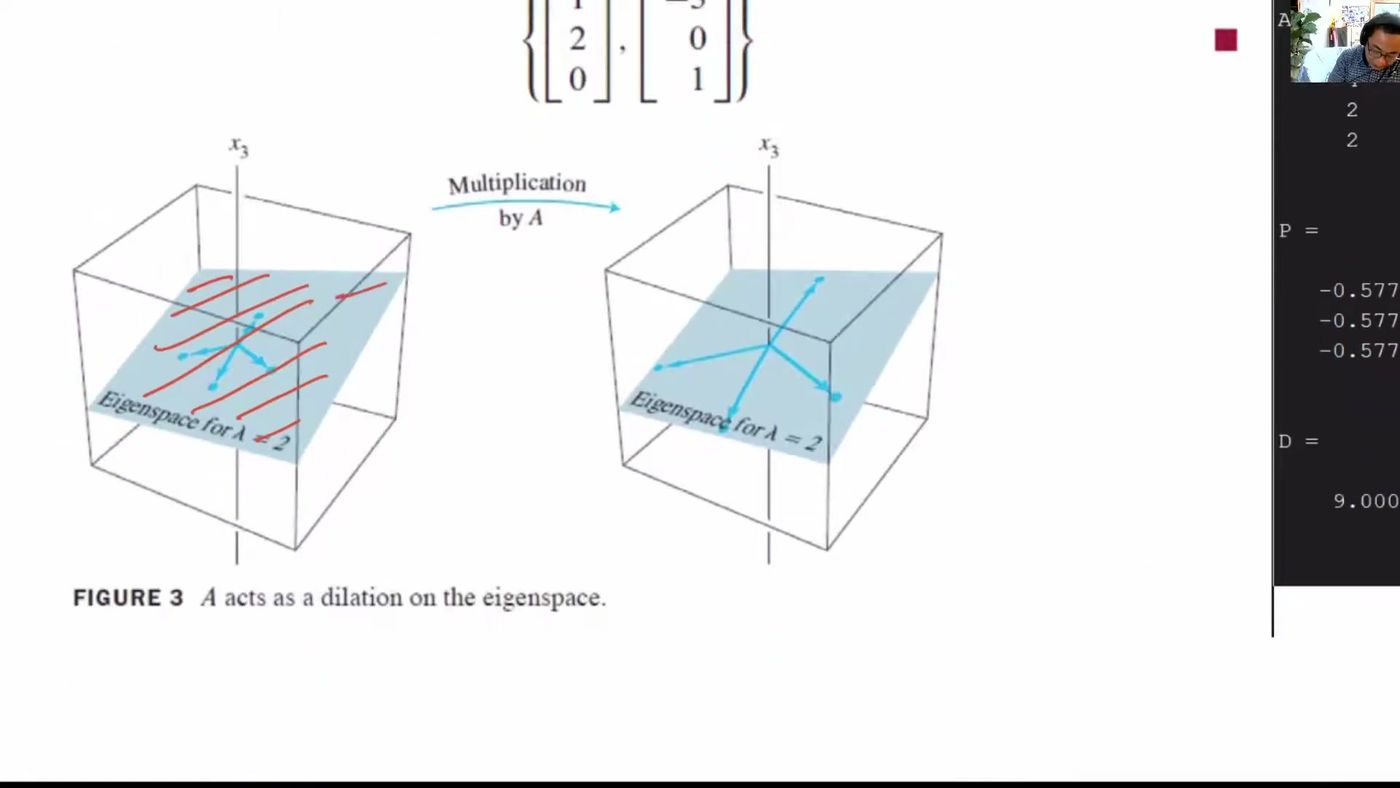 2 , 0
0 1
x₃
x₃
Multiplication
by A
Eigenspace for λ = 2
Eigenspace for λ = 2
FIGURE 3 A acts as a dilation on the eigenspace.
A
2
2
P =
-0.577
-0.577
-0.577
D =
9.000